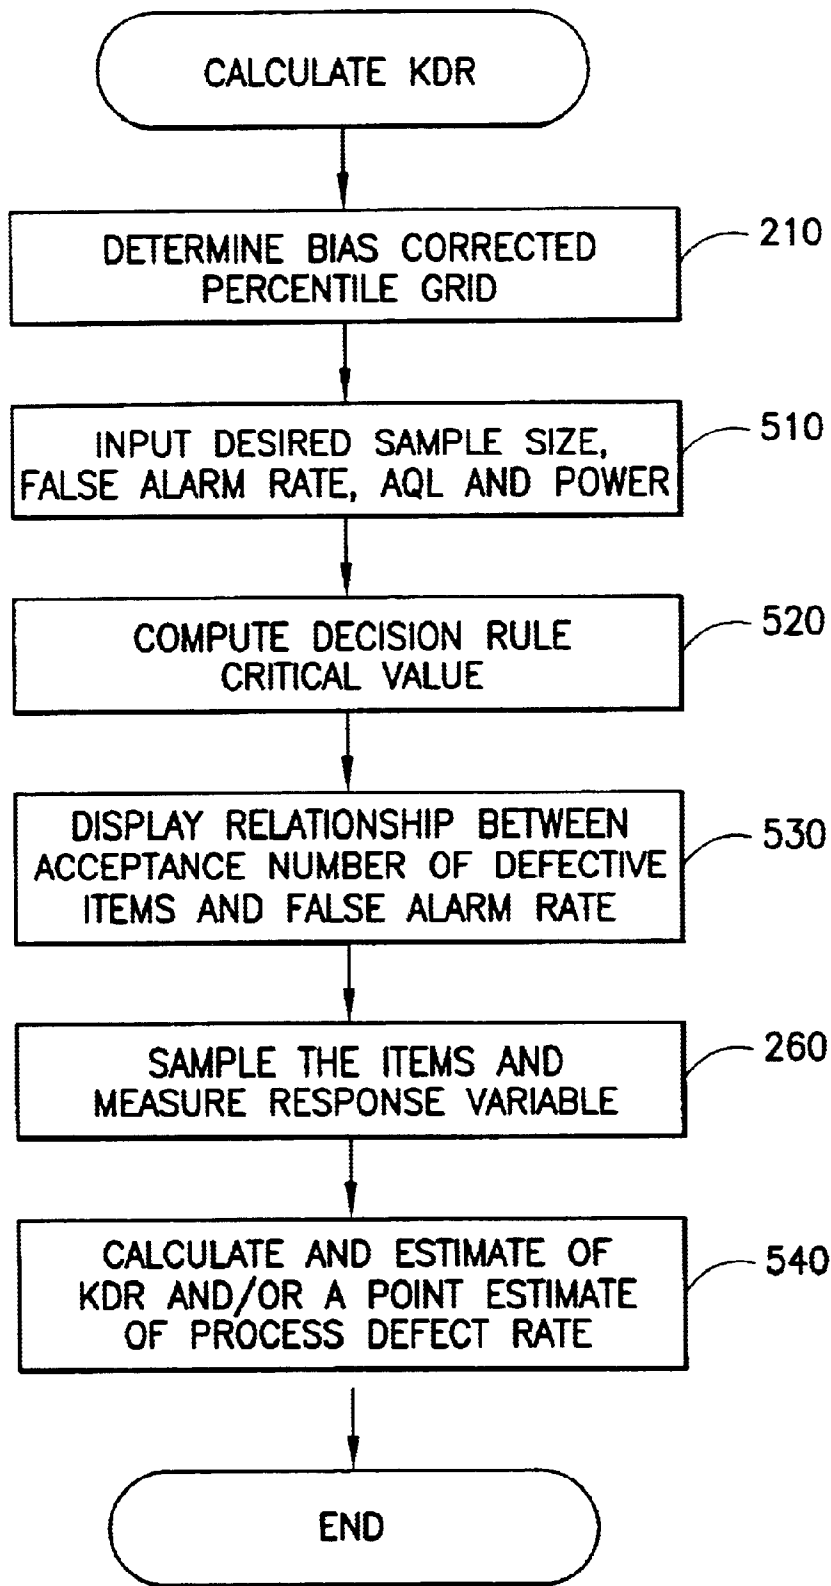 CALCULATE KDR
DETERMINE BIAS CORRECTED
PERCENTILE GRID
210
INPUT DESIRED SAMPLE SIZE,
FALSE ALARM RATE, AQL AND POWER
510
COMPUTE DECISION RULE
CRITICAL VALUE
520
DISPLAY RELATIONSHIP BETWEEN
ACCEPTANCE NUMBER OF DEFECTIVE
ITEMS AND FALSE ALARM RATE
530
SAMPLE THE ITEMS AND
MEASURE RESPONSE VARIABLE
260
CALCULATE AND ESTIMATE OF
KDR AND/OR A POINT ESTIMATE
OF PROCESS DEFECT RATE
540
END